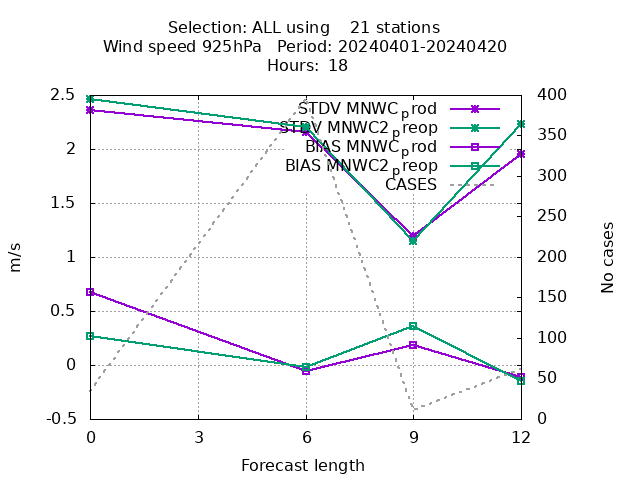 Selection: ALL using    21 stations
Wind speed 925hPa   Period: 20240401-20240420
Hours: 18
2.5
2
1.5
1
0.5
0
-0.5
400
350
300
250
200
150
100
50
0
0 3 6 9 12
m/s
No cases
Forecast length
STDV MNWC_prod
STDV MNWC2_preop
BIAS MNWC_prod
BIAS MNWC2_preop
CASES